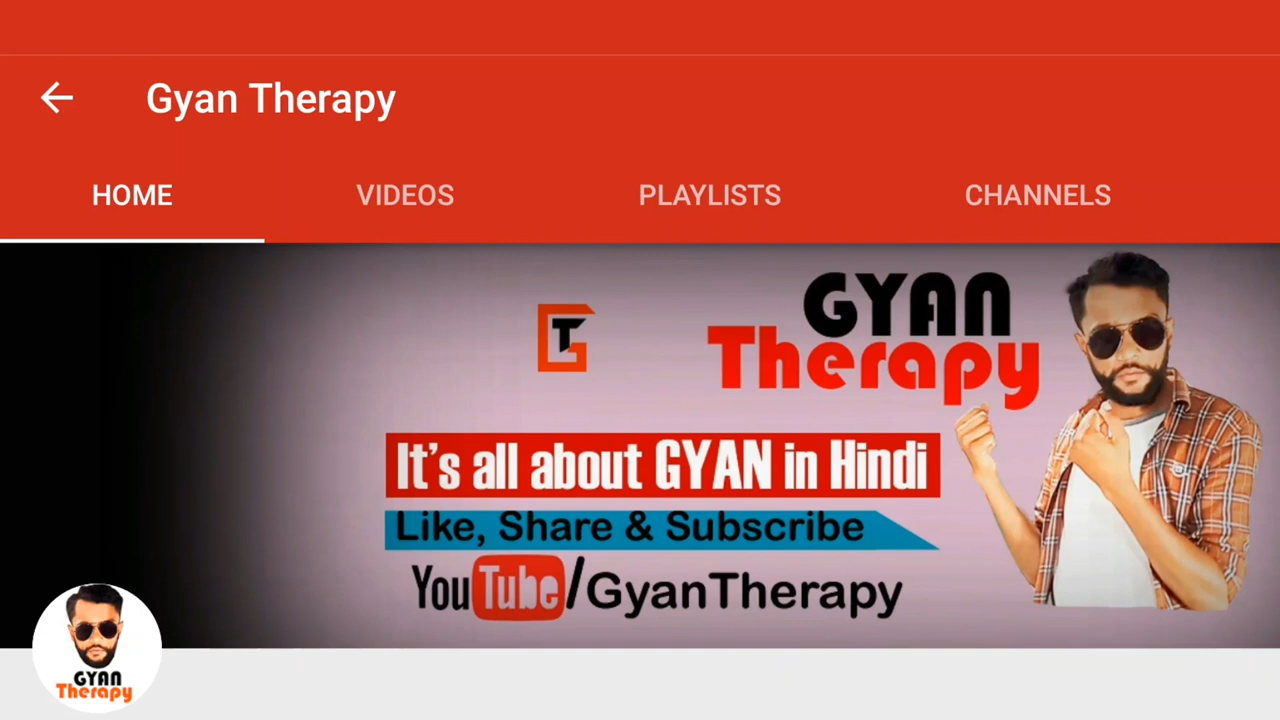 Gyan Therapy
HOME VIDEOS PLAYLISTS CHANNELS
GT
GYAN
Therapy
It's all about GYAN in Hindi
Like, Share & Subscribe
YouTube/GyanTherapy
GYAN
Therapy